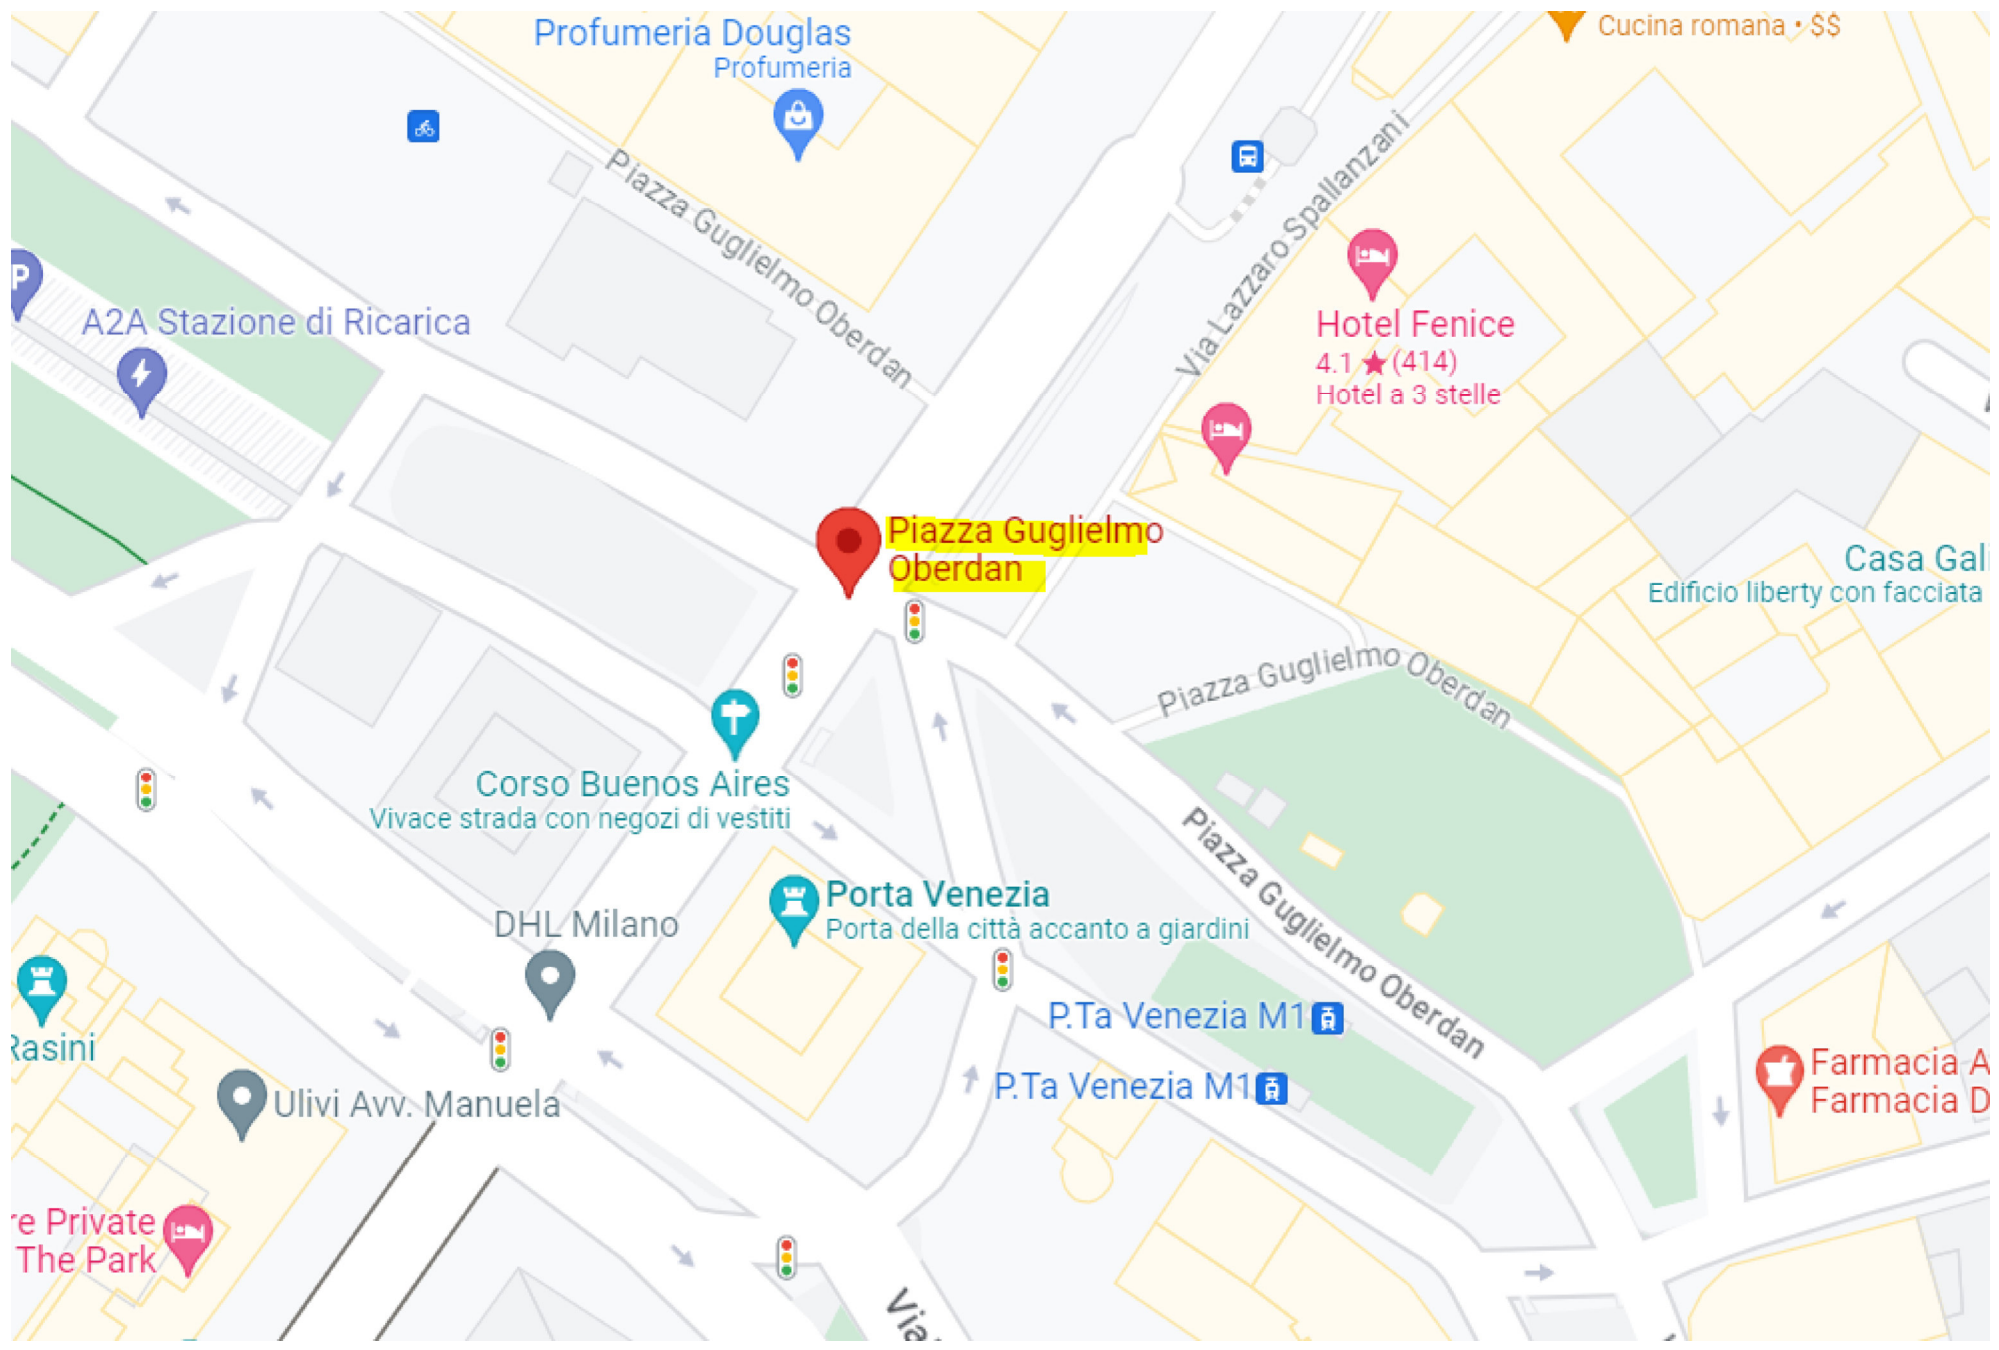 Profumeria Douglas
Profumeria
Cucina romana • $$
Piazza Guglielmo Oberdan
Via Lazzaro Spallanzani
P
A2A Stazione di Ricarica
Hotel Fenice
4.1 ★ (414)
Hotel a 3 stelle
Piazza Guglielmo
Oberdan
Casa Gali
Edificio liberty con facciata
Piazza Guglielmo Oberdan
Corso Buenos Aires
Vivace strada con negozi di vestiti
Piazza Guglielmo Oberdan
Porta Venezia
Porta della città accanto a giardini
DHL Milano
P.Ta Venezia M1
Rasini
P.Ta Venezia M1
Farmacia A
Farmacia D
Ulivi Avv. Manuela
re Private
The Park
Via